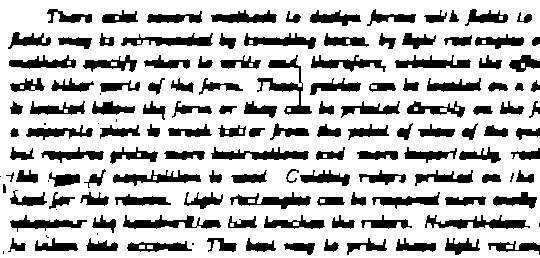 There exist several methods to design forms with fields to
fields may be surrounded by bounding boxes, by light rectangles o
methods specify where to write and, therefore, minimize the effe
with other parts of the form. These guides can be located on a
is located below the form or they can be printed directly on the fo
a separate sheet is much better from the point of view of the qua
but requires giving more instructions and more importantly, rest
this type of acquisition is used. Guiding rulers printed on the
used for this reason. Light rectangles can be removed more easily
whenever the handwritten text touches the rulers. Nevertheless,
be taken into account: The best way to print these light rectang